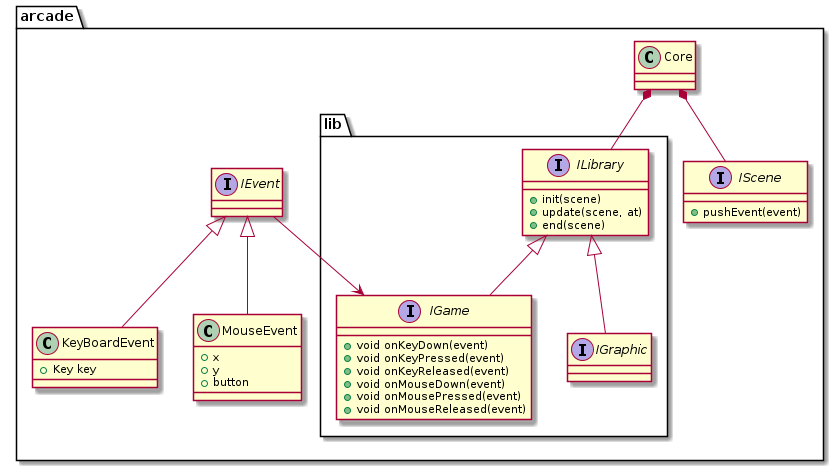 arcade
C Core
lib
I ILibrary
init(scene)
update(scene, at)
end(scene)
I IScene
pushEvent(event)
I IEvent
I IGame
void onKeyDown(event)
void onKeyPressed(event)
void onKeyReleased(event)
void onMouseDown(event)
void onMousePressed(event)
void onMouseReleased(event)
I IGraphic
C KeyBoardEvent
Key key
C MouseEvent
x
y
button